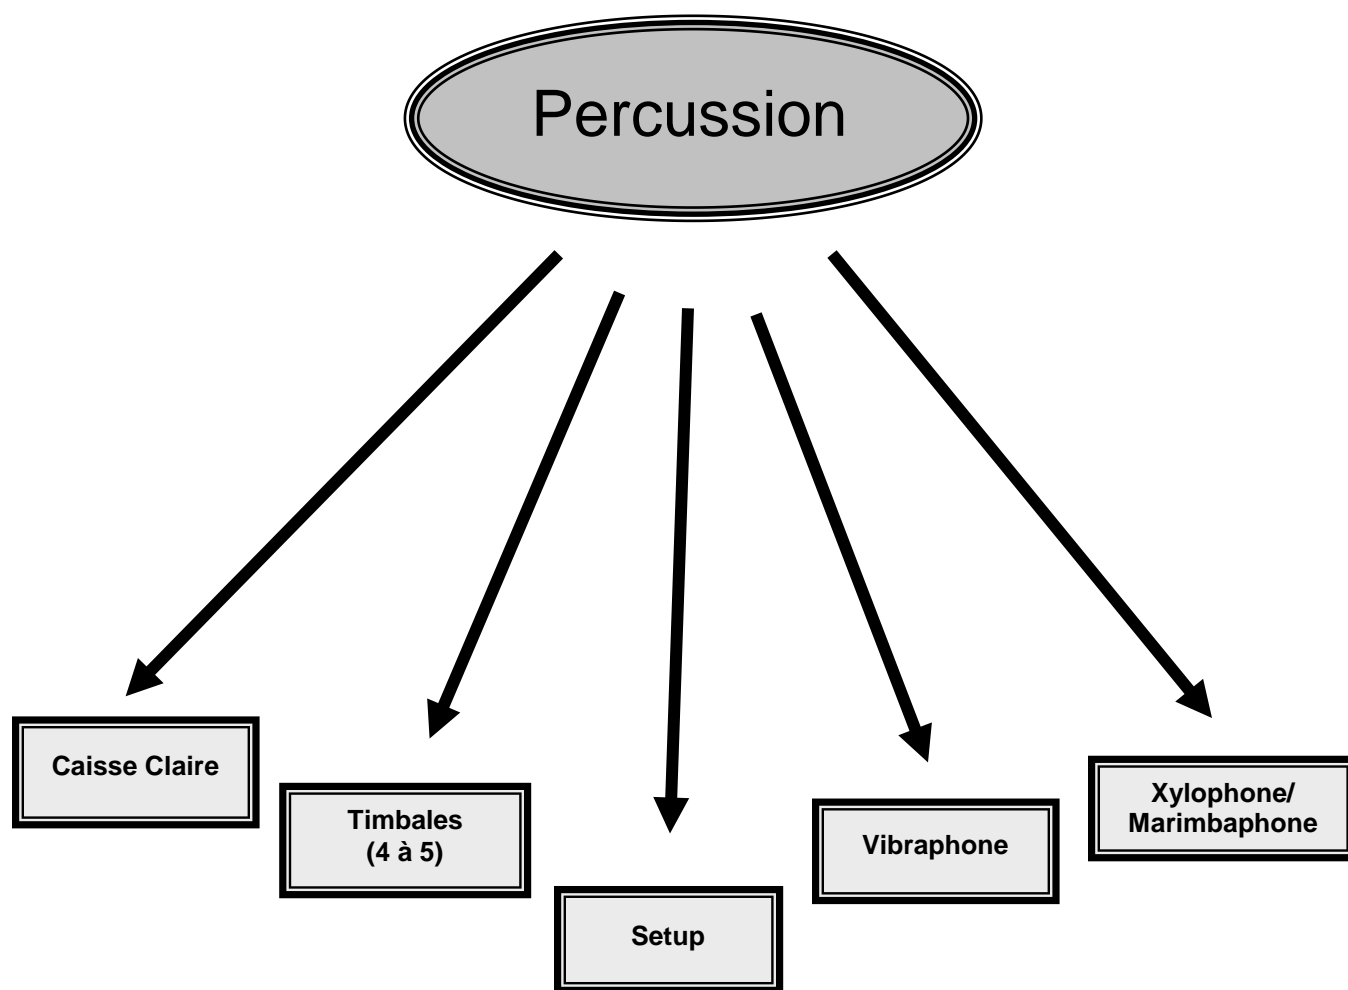 Percussion
Caisse Claire
Timbales
(4 à 5)
Setup
Vibraphone
Xylophone/
Marimbaphone